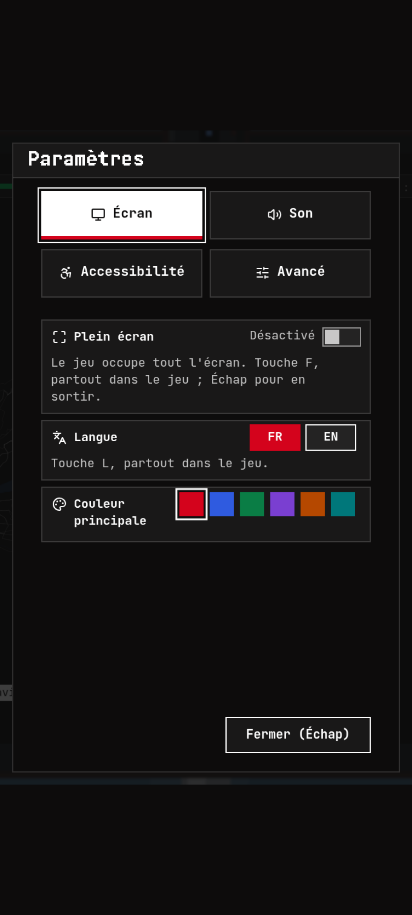 Paramètres
Écran
Son
Accessibilité
Avancé
Plein écran
Désactivé
Le jeu occupe tout l'écran. Touche F,
partout dans le jeu ; Échap pour en
sortir.
Langue
FR
EN
Touche L, partout dans le jeu.
Couleur
principale
Fermer (Échap)